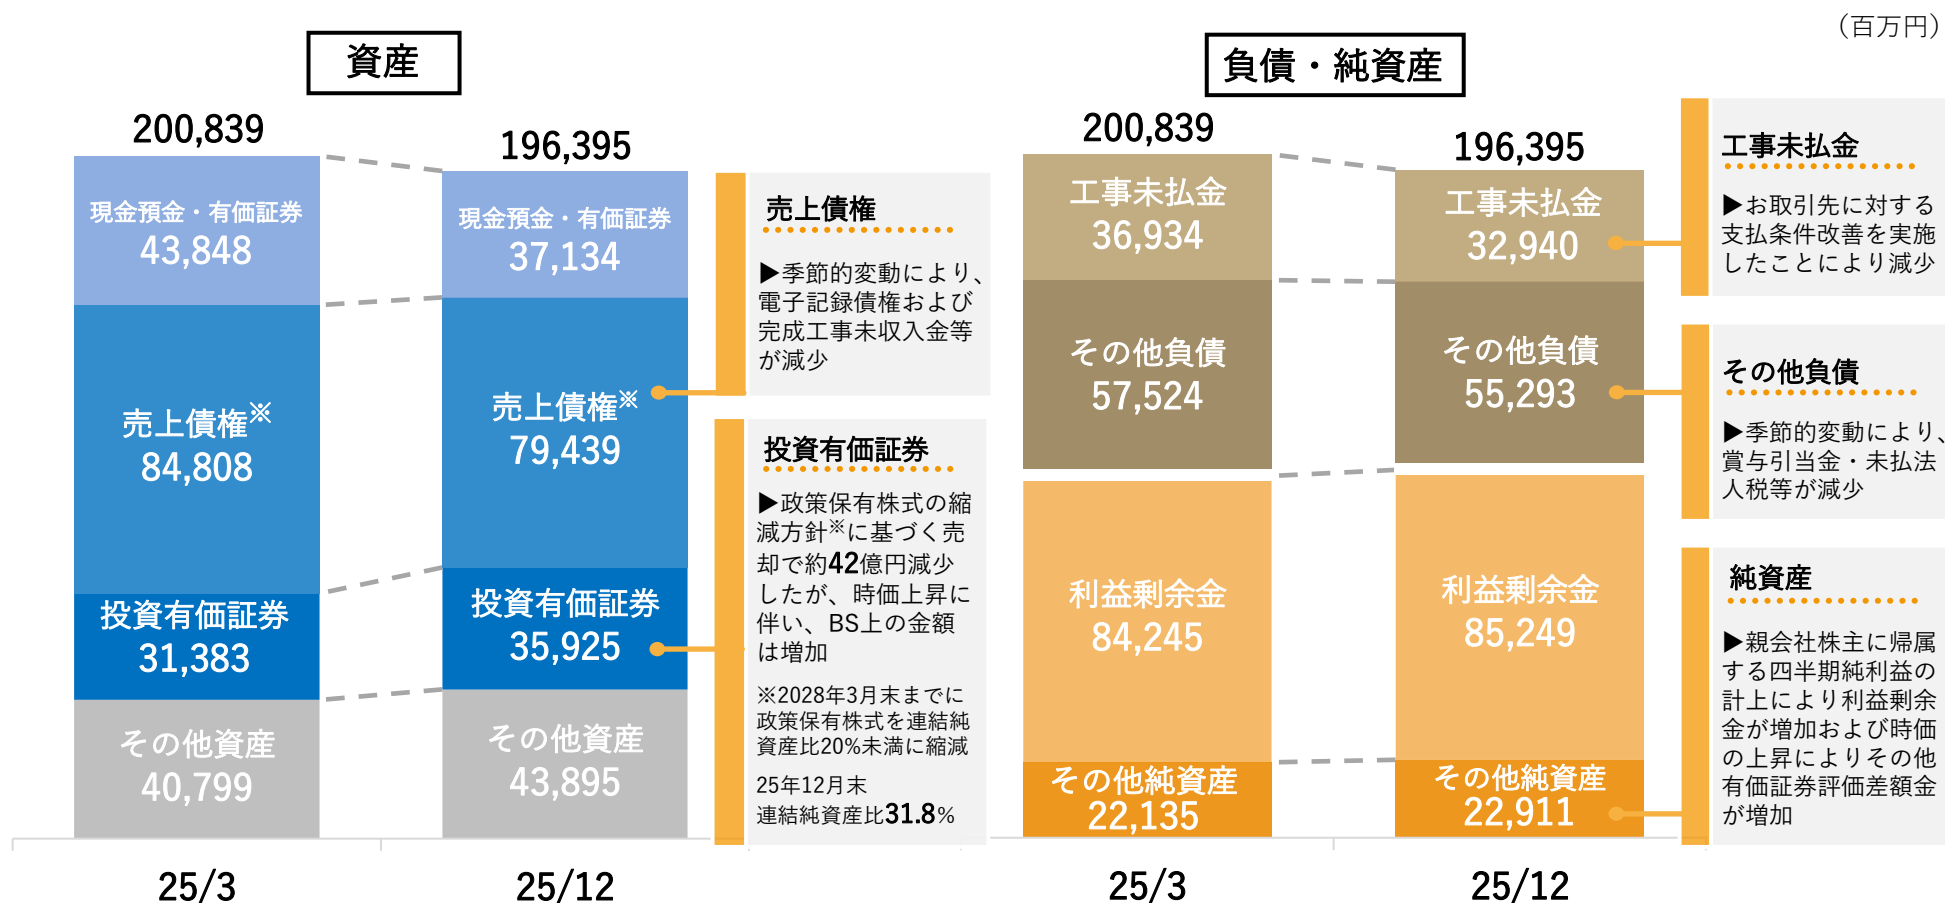 （百万円）
資産
200,839
196,395
現金預金・有価証券
43,848
現金預金・有価証券
37,134
売上債権※
84,808
売上債権※
79,439
投資有価証券
31,383
投資有価証券
35,925
その他資産
40,799
その他資産
43,895
25/3
25/12
売上債権
▶季節的変動により、
電子記録債権および
完成工事未収入金等
が減少
投資有価証券
▶政策保有株式の縮
減方針※に基づく売
却で約42億円減少
したが、時価上昇に
伴い、BS上の金額
は増加
※2028年3月末までに
政策保有株式を連結純
資産比20%未満に縮減
25年12月末
連結純資産比31.8%
負債・純資産
200,839
196,395
工事未払金
36,934
工事未払金
32,940
その他負債
57,524
その他負債
55,293
利益剰余金
84,245
利益剰余金
85,249
その他純資産
22,135
その他純資産
22,911
25/3
25/12
工事未払金
▶お取引先に対する
支払条件改善を実施
したことにより減少
その他負債
▶季節的変動により、
賞与引当金・未払法
人税等が減少
純資産
▶親会社株主に帰属
する四半期純利益の
計上により利益剰余
金が増加および時価
の上昇によりその他
有価証券評価差額金
が増加